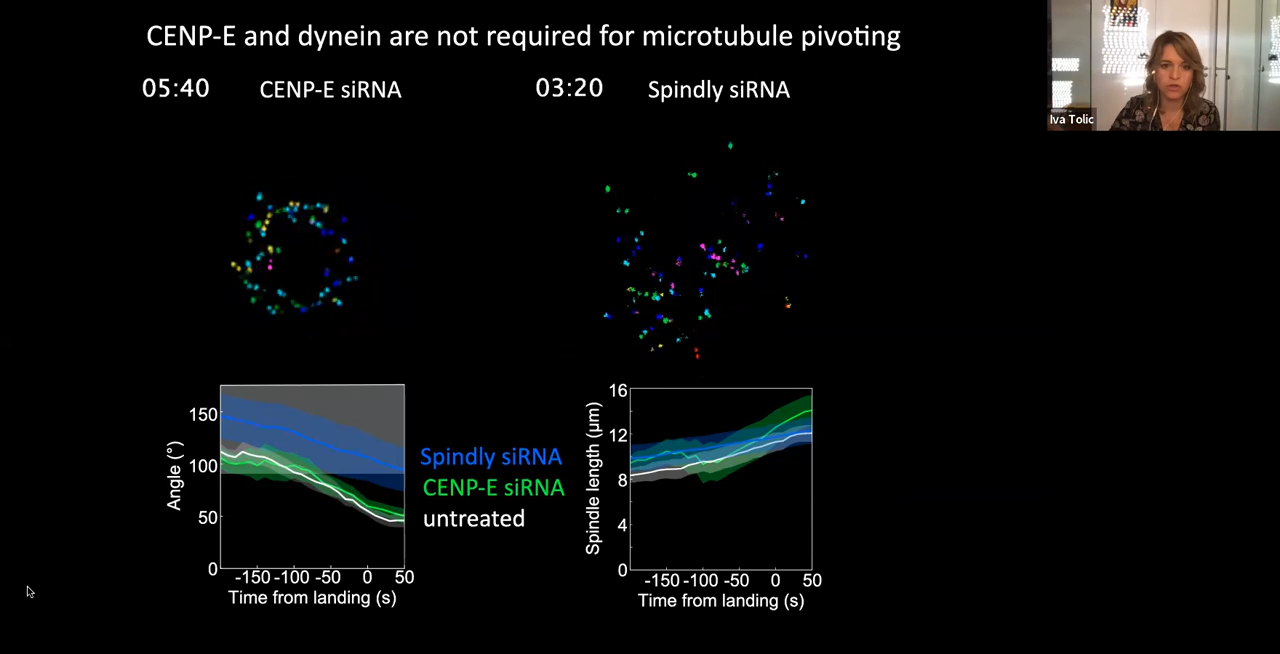 CENP-E and dynein are not required for microtubule pivoting
05:40 CENP-E siRNA 03:20 Spindly siRNA
Iva Tolic
Angle (°)
150
100
50
0
-150 -100 -50 0 50
Time from landing (s)
Spindly siRNA
CENP-E siRNA
untreated
Spindle length (μm)
16
12
8
4
0
-150 -100 -50 0 50
Time from landing (s)